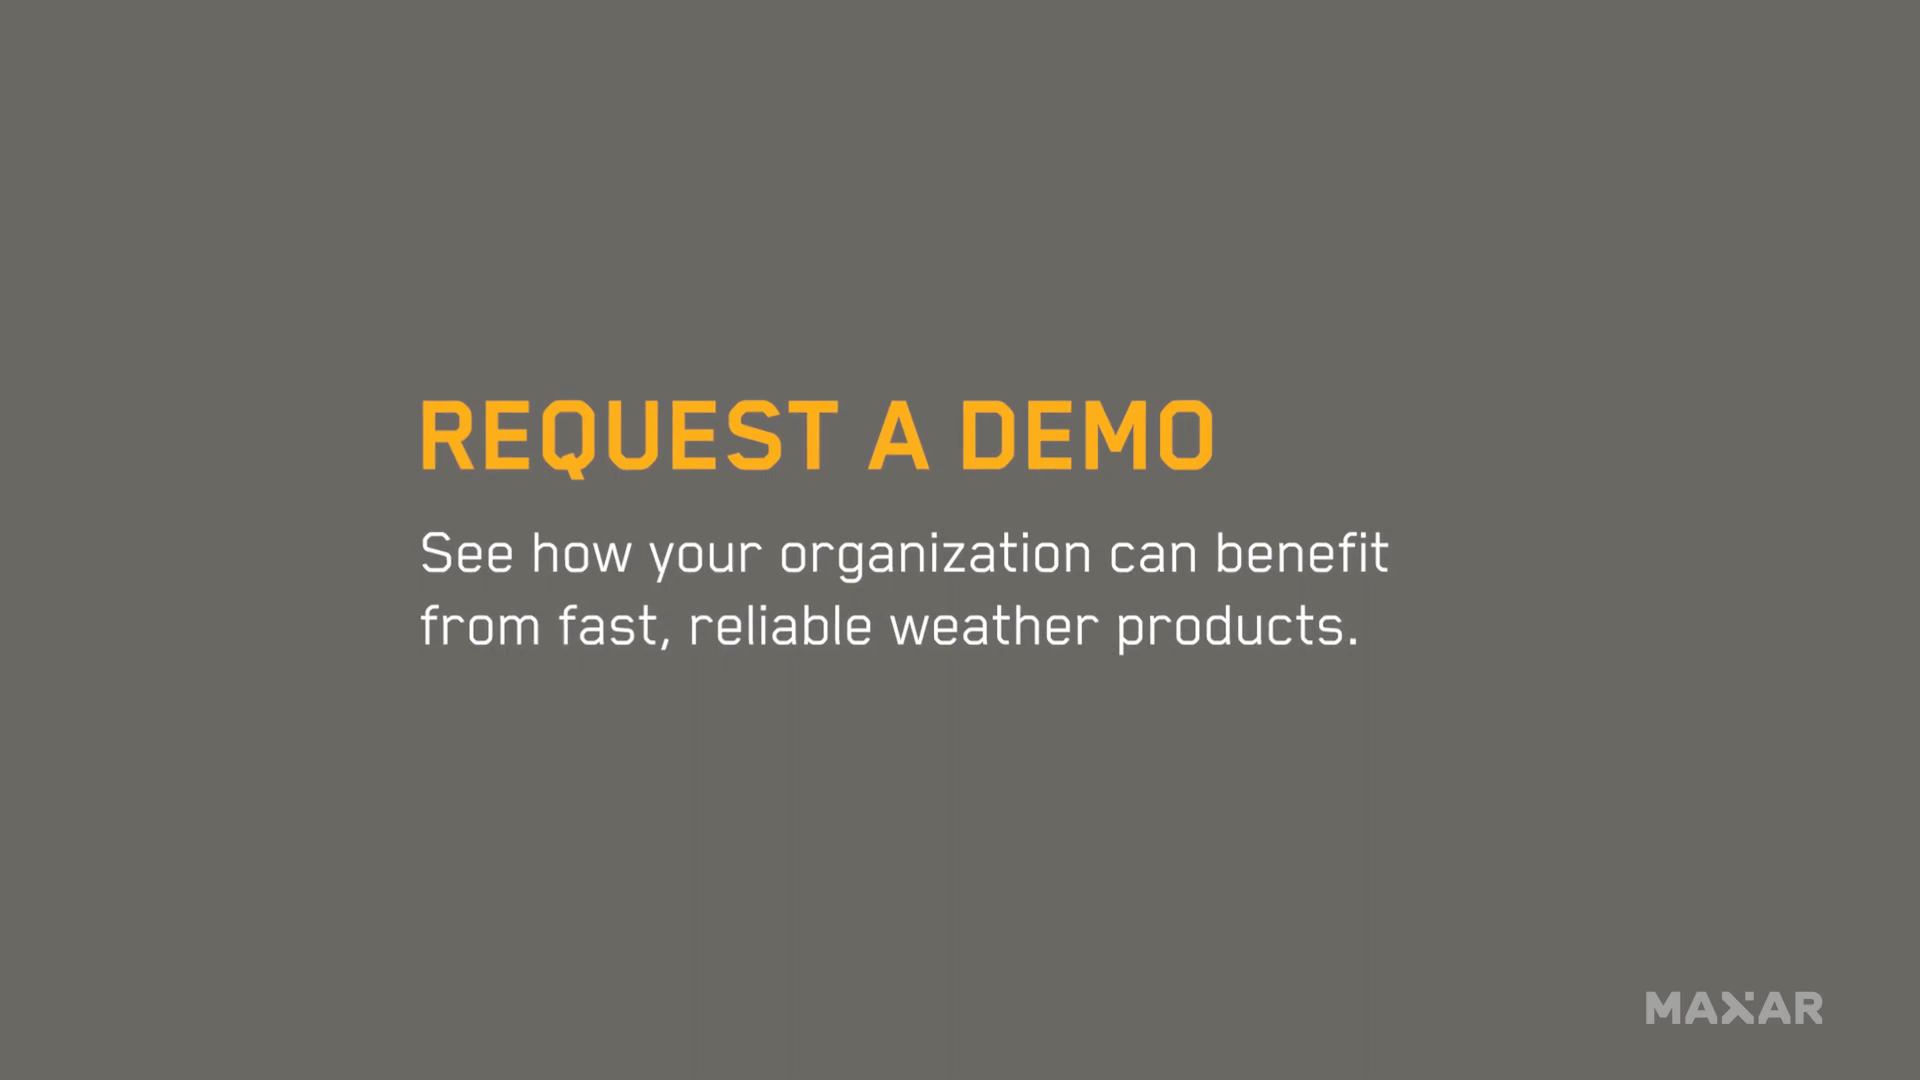 REQUEST A DEMO
See how your organization can benefit
from fast, reliable weather products.
MAXAR